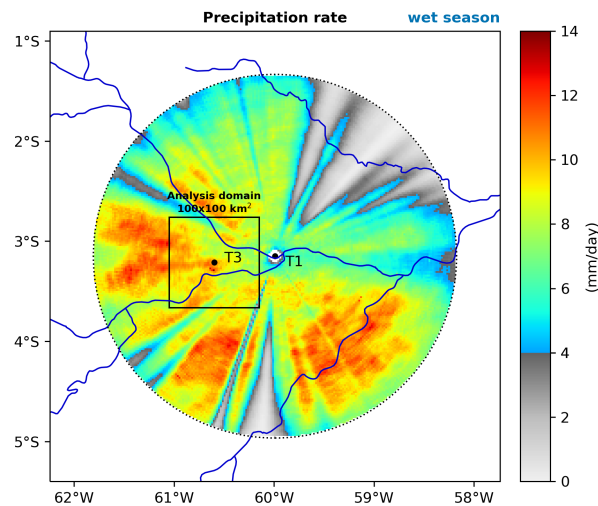 Precipitation rate wet season
1°S
2°S
3°S
4°S
5°S
62°W 61°W 60°W 59°W 58°W
Analysis domain
100x100 km²
T3
T1
14
12
10
8
6
4
2
0
(mm/day)